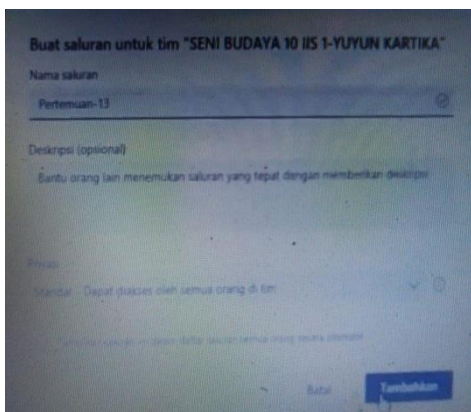 Buat saluran untuk tim "SENI BUDAYA 10 IIS 1-YUYUN KARTIKA"
Nama saluran
Pertemuan-13
Deskripsi (opsional)
Bantu orang lain menemukan saluran yang tepat dengan memberikan deskripsi
Privasi
Standar - Dapat diakses oleh semua orang di tim
Batal
Tambahkan